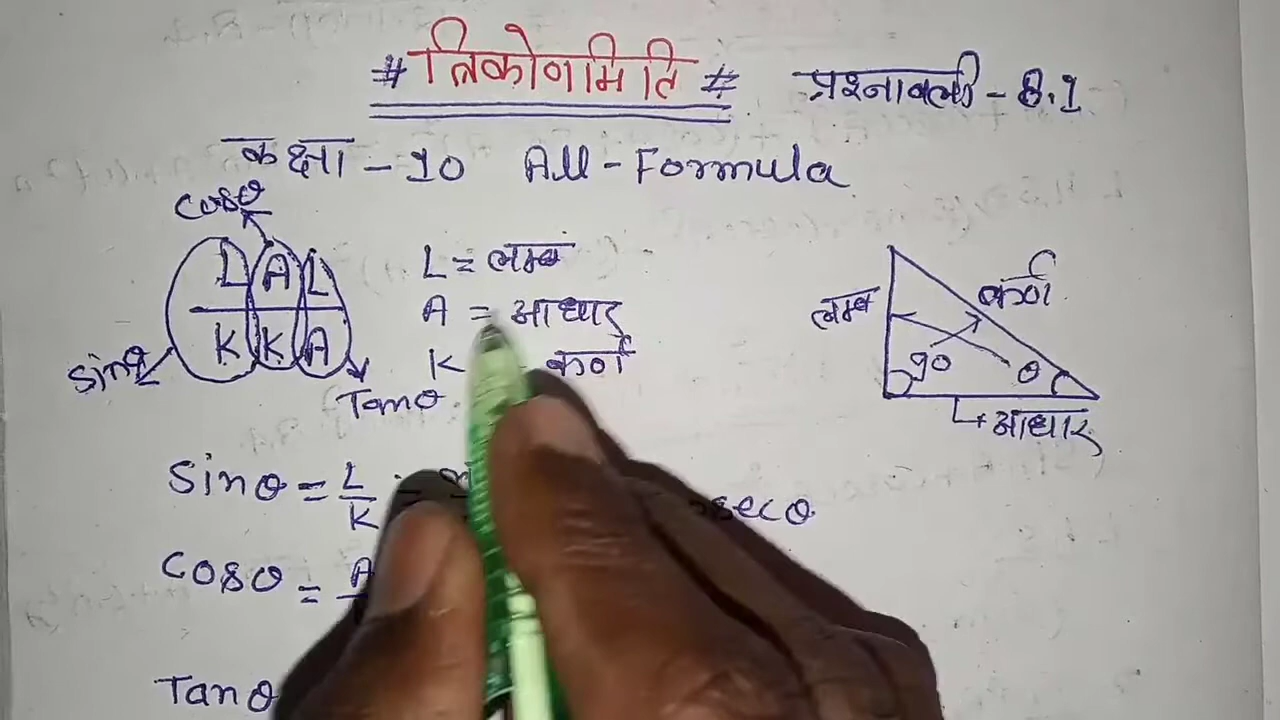 # त्रिकोणमिति # प्रश्नावली - 8.1
कक्षा - 10 All - Formula
cosθ
L A L
K K A
sinθ
Tanθ
L = लम्ब
A = आधार
K कर्ण
लम्ब
कर्ण
90 θ
आधार
Sinθ = L/K =
secθ
Cosθ = A
Tanθ